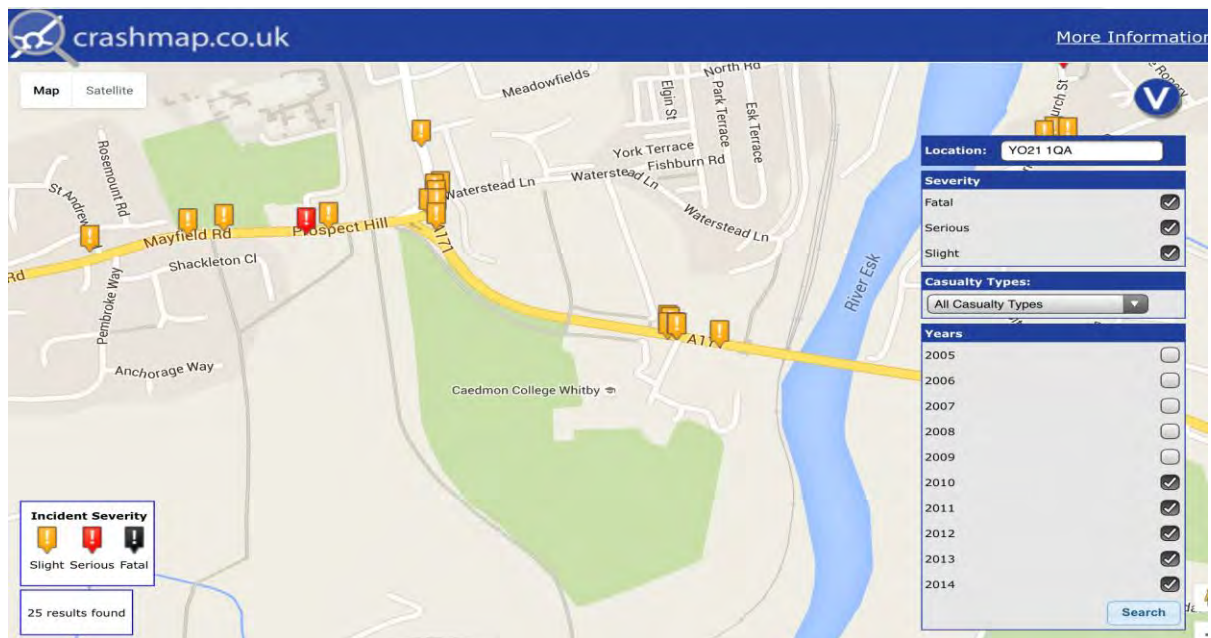 crashmap.co.uk
More Information
Map
Satellite
Meadowfields
North Rd
Elgin St
Park Terrace
Esk Terrace
urch St
York Terrace
Fishburn Rd
Waterstead Ln
Waterstead Ln
Waterstead Ln
Rosemount Rd
St Andrew
Mayfield Rd
Prospect Hill
A171
Shackleton Cl
Rd
Pembroke Way
Anchorage Way
A17
River Esk
Caedmon College Whitby
Location: YO21 1QA
Severity
Fatal
Serious
Slight
Casualty Types:
All Casualty Types
Years
2005
2006
2007
2008
2009
2010
2011
2012
2013
2014
Search
Incident Severity
Slight Serious Fatal
25 results found